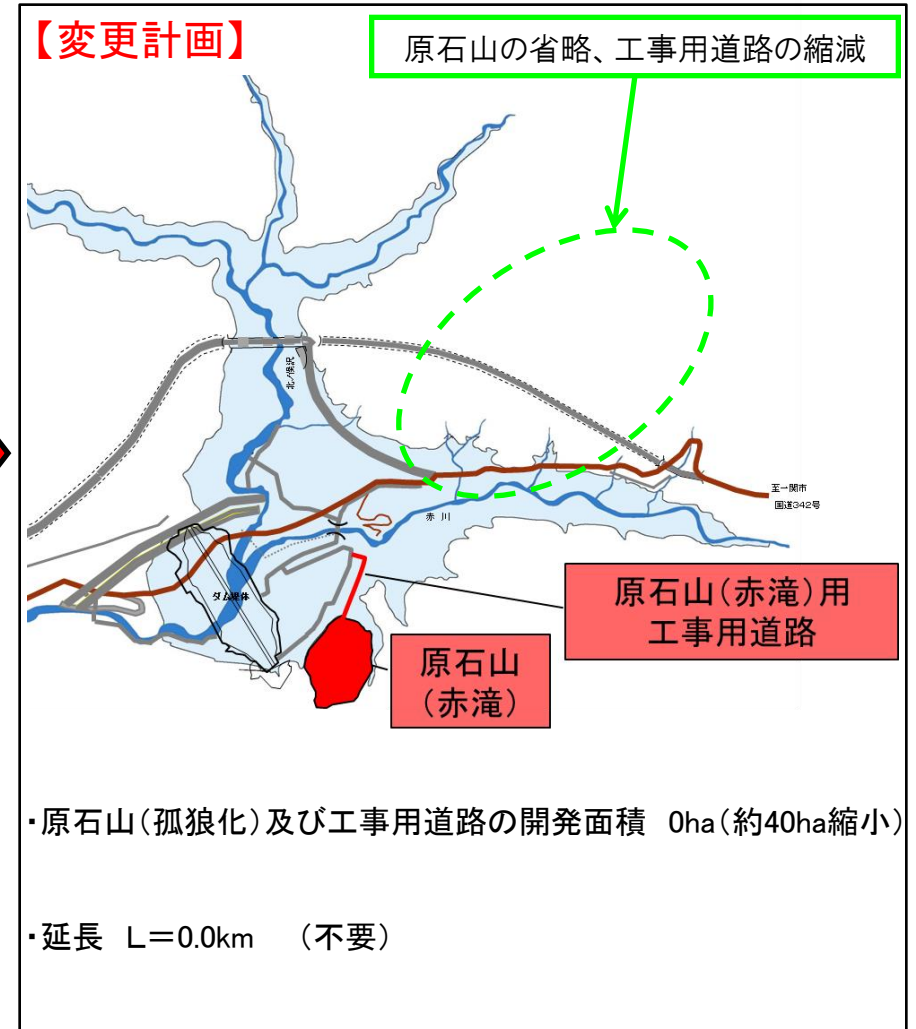 【変更計画】
原石山の省略、工事用道路の縮減
至一関市
国道342号
赤 川
ダム堤体
原石山(赤滝)用
工事用道路
原石山
(赤滝)
・原石山(孤狼化)及び工事用道路の開発面積 0ha(約40ha縮小)
・延長 L=0.0km (不要)